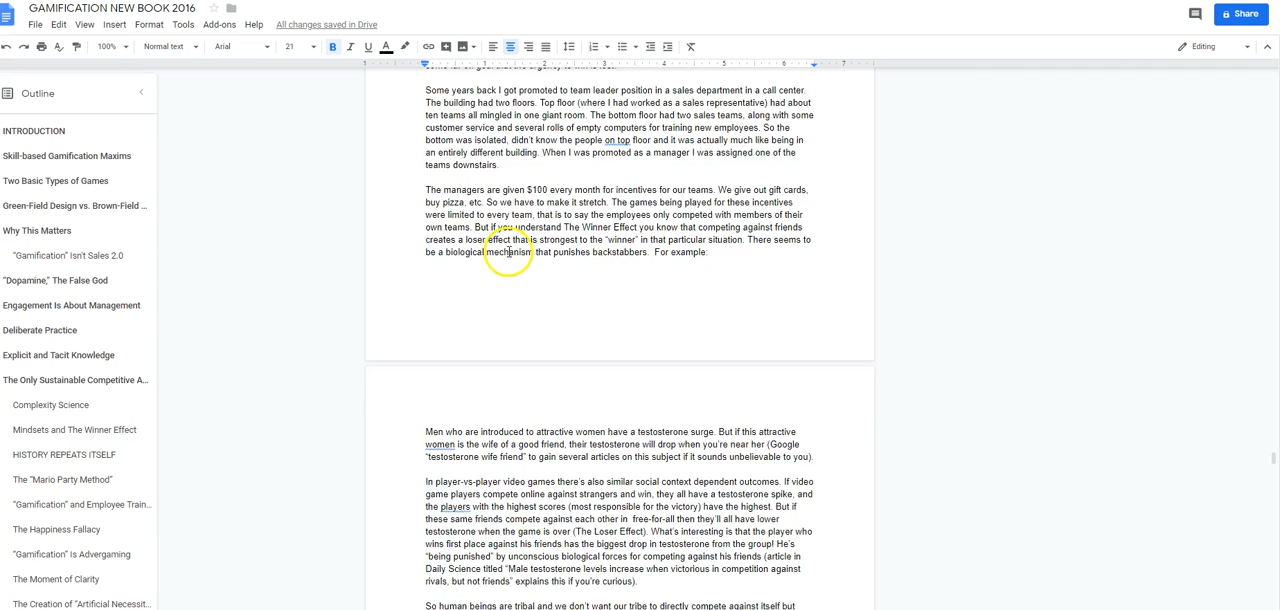 GAMIFICATION NEW BOOK 2016
File Edit View Insert Format Tools Add-ons Help All changes saved in Drive
Share
100% Normal text Arial 21 B I U A Editing
1 1 2 3 4 5 6 7
Outline
INTRODUCTION
Skill-based Gamification Maxims
Two Basic Types of Games
Green-Field Design vs. Brown-Field ...
Why This Matters
"Gamification" Isn't Sales 2.0
"Dopamine," The False God
Engagement Is About Management
Deliberate Practice
Explicit and Tacit Knowledge
The Only Sustainable Competitive A...
Complexity Science
Mindsets and The Winner Effect
HISTORY REPEATS ITSELF
The "Mario Party Method"
"Gamification" and Employee Train...
The Happiness Fallacy
"Gamification" Is Advergaming
The Moment of Clarity
The Creation of "Artificial Necessit...
Some years back I got promoted to team leader position in a sales department in a call center.
The building had two floors. Top floor (where I had worked as a sales representative) had about
ten teams all mingled in one giant room. The bottom floor had two sales teams, along with some
customer service and several rolls of empty computers for training new employees. So the
bottom was isolated, didn't know the people on top floor and it was actually much like being in
an entirely different building. When I was promoted as a manager I was assigned one of the
teams downstairs.
The managers are given $100 every month for incentives for our teams. We give out gift cards,
buy pizza, etc. So we have to make it stretch. The games being played for these incentives
were limited to every team, that is to say the employees only competed with members of their
own teams. But if you understand The Winner Effect you know that competing against friends
creates a loser effect that is strongest to the "winner" in that particular situation. There seems to
be a biological mechanism that punishes backstabbers. For example:
Men who are introduced to attractive women have a testosterone surge. But if this attractive
women is the wife of a good friend, their testosterone will drop when you're near her (Google
"testosterone wife friend" to gain several articles on this subject if it sounds unbelievable to you).
In player-vs-player video games there's also similar social context dependent outcomes. If video
game players compete online against strangers and win, they all have a testosterone spike, and
the players with the highest scores (most responsible for the victory) have the highest. But if
these same friends compete against each other in free-for-all then they'll all have lower
testosterone when the game is over (The Loser Effect). What's interesting is that the player who
wins first place against his friends has the biggest drop in testosterone from the group! He's
"being punished" by unconscious biological forces for competing against his friends (article in
Daily Science titled "Male testosterone levels increase when victorious in competition against
rivals, but not friends" explains this if you're curious).
So human beings are tribal and we don't want our tribe to directly compete against itself but